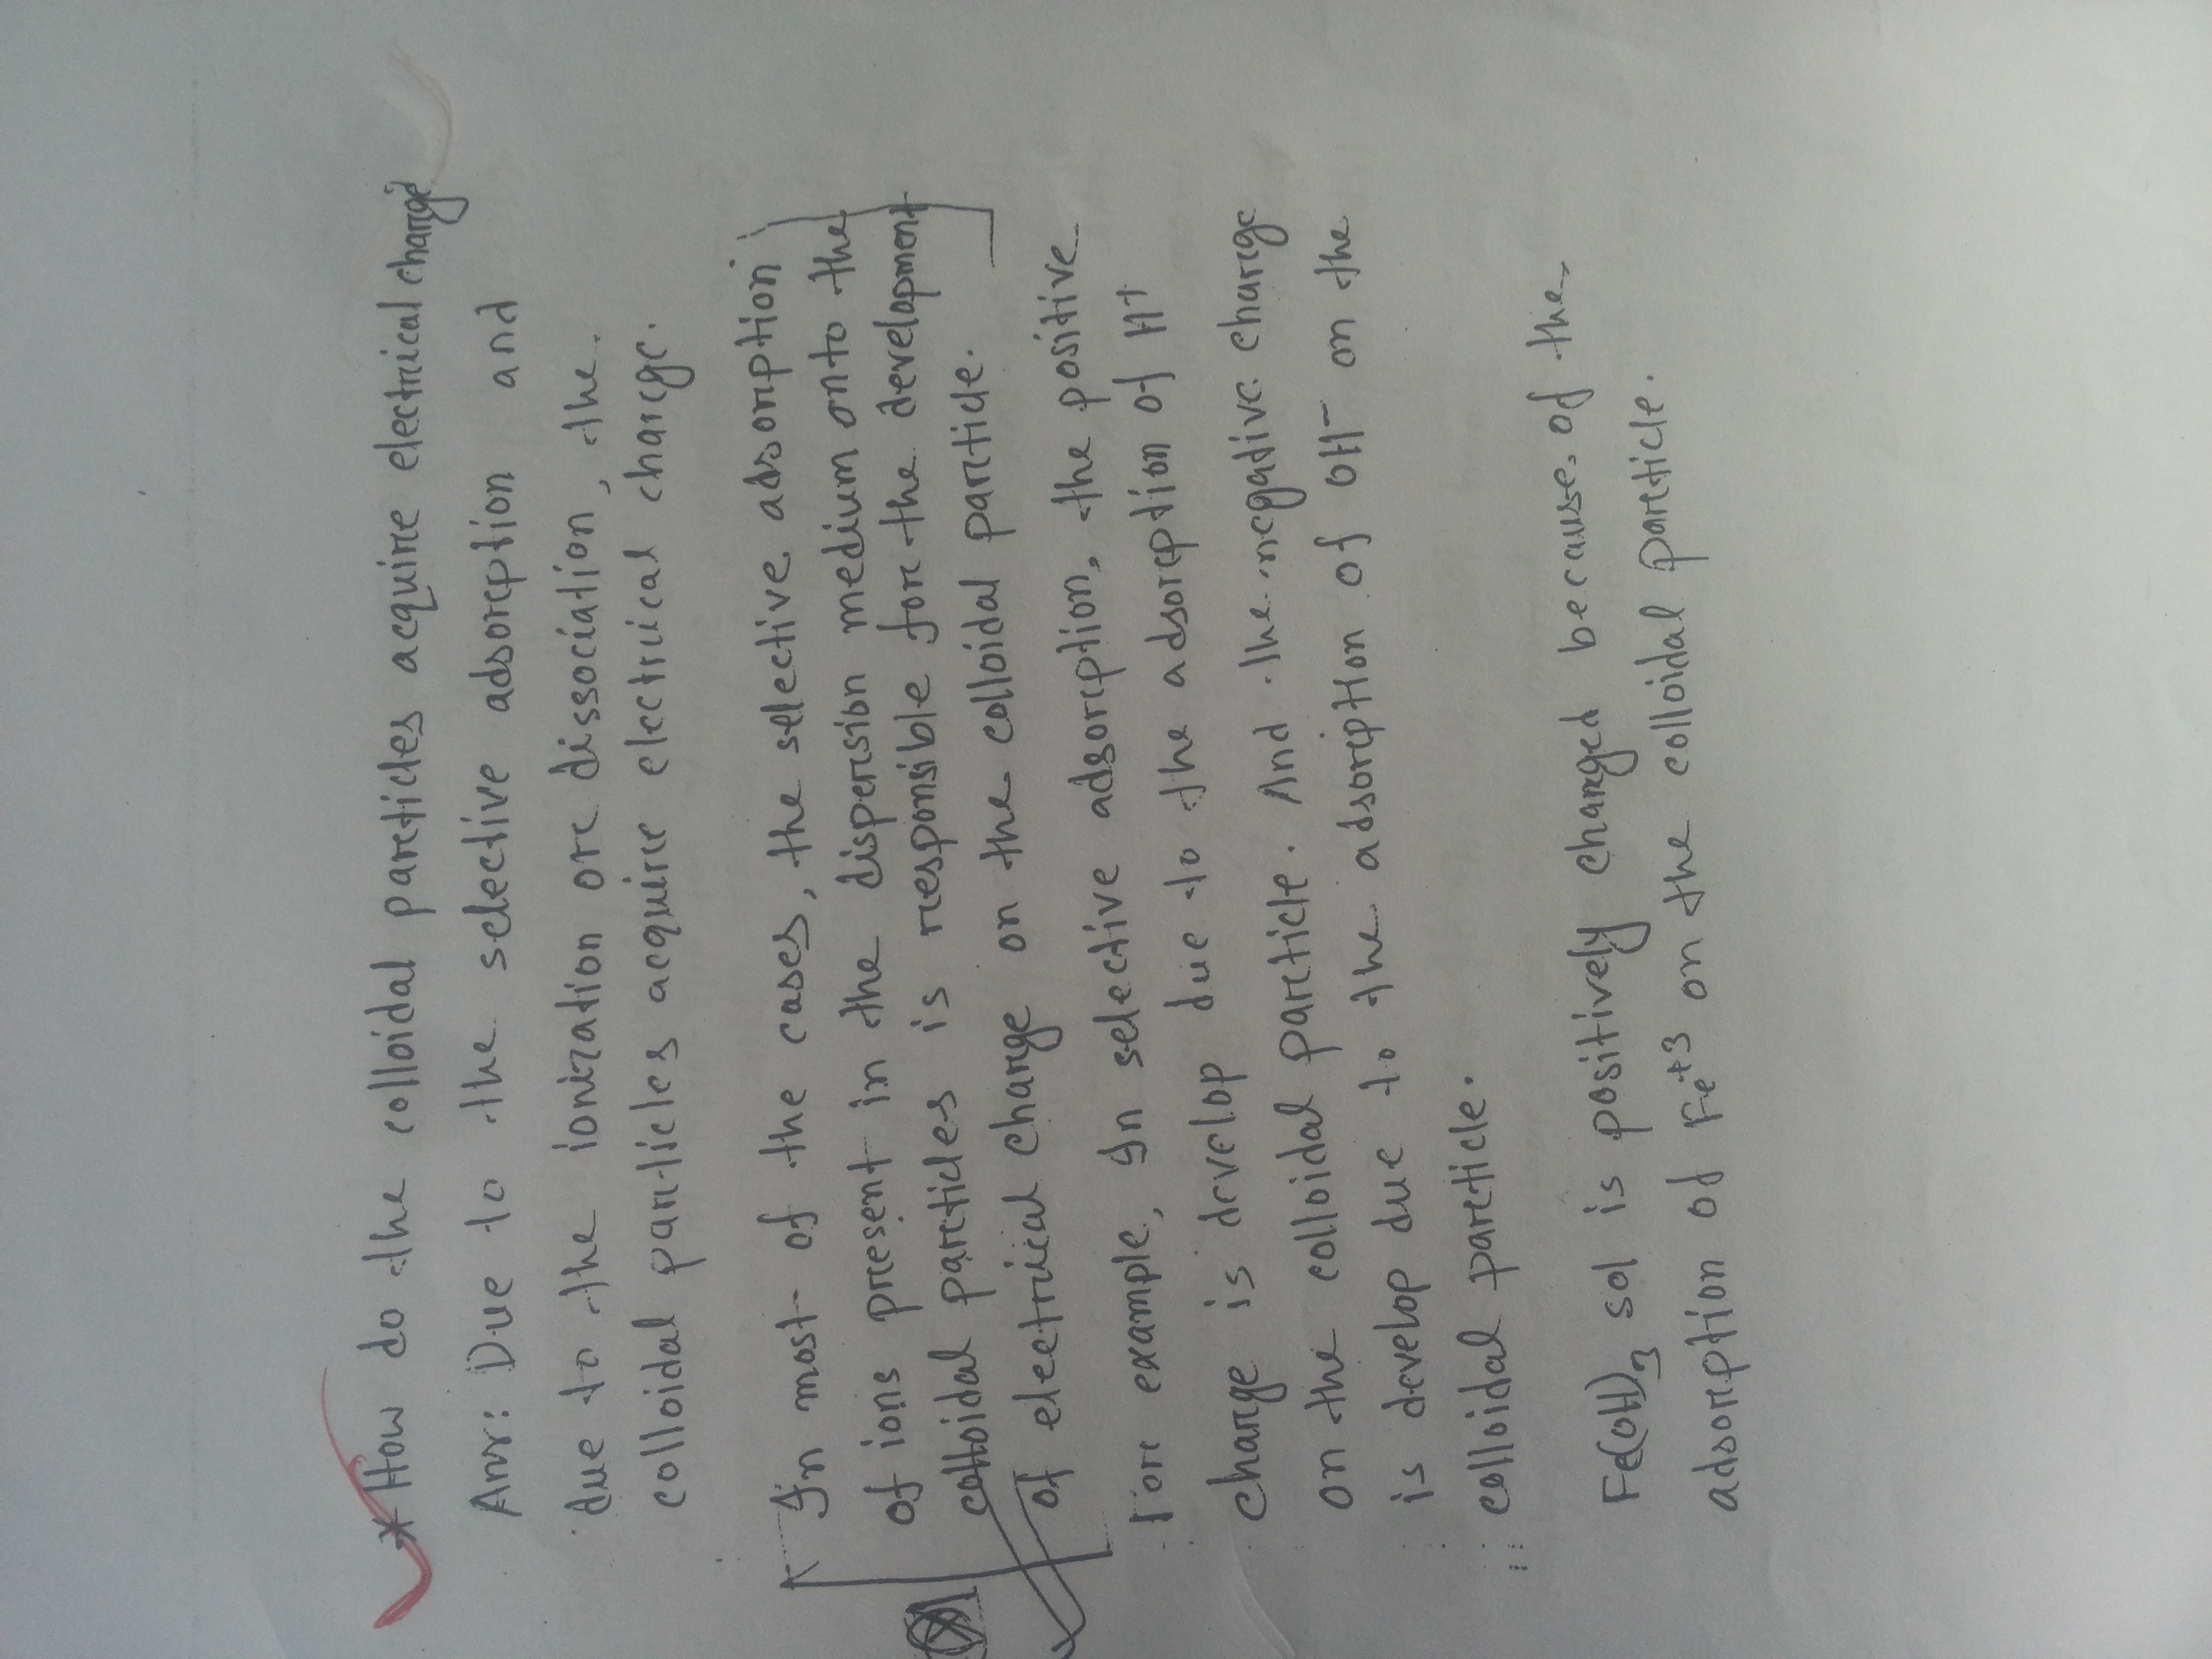 * How do the colloidal particles acquire electrical charge
Ans: Due to the selective adsorption and
due to the ionization or dissociation, the
colloidal particles acquire electrical charge.
In most of the cases, the selective adsorption
of ions present in the dispersion medium onto the
colloidal particles is responsible for the development
of electrical charge on the colloidal particle.
For example, In selective adsorption, the positive
charge is develop due to the adsorption of H+
on the colloidal particle. And the negative charge
is develop due to the adsorption of OH- on the
colloidal particle.
Fe(OH)3 sol is positively charged because of the
adsorption of Fe+3 on the colloidal particle.